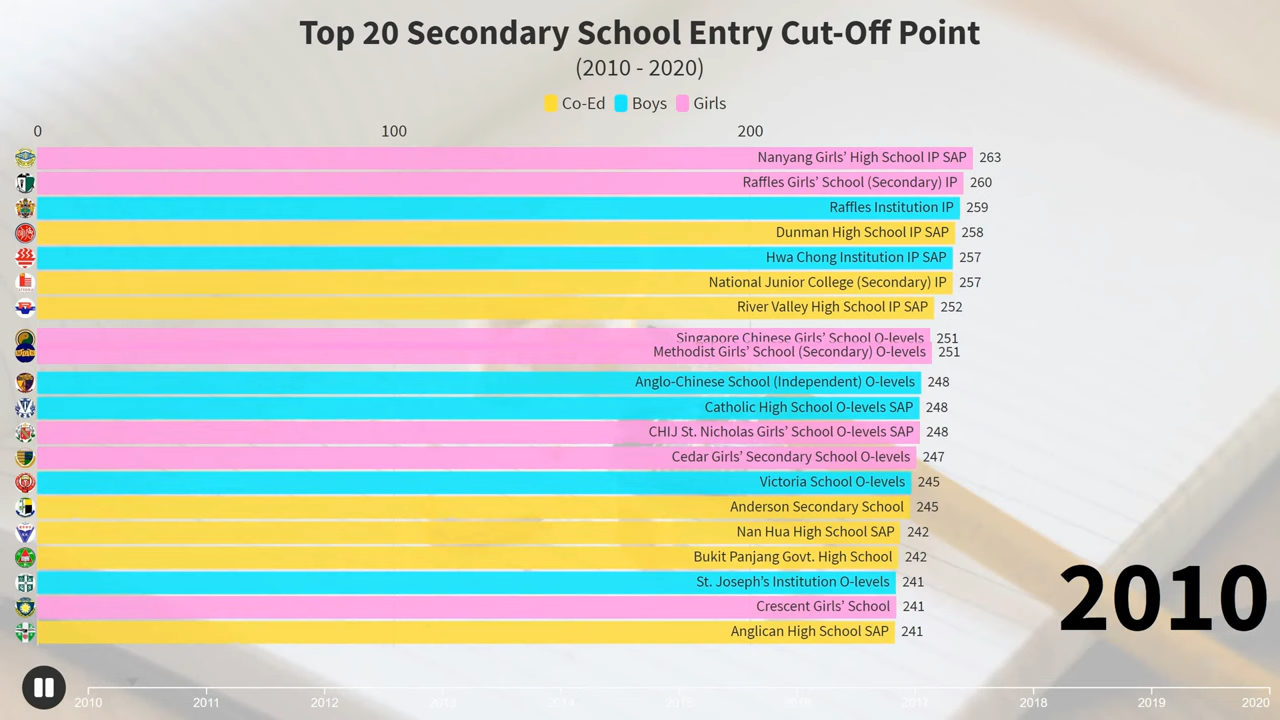 Top 20 Secondary School Entry Cut-Off Point
(2010 - 2020)
Co-Ed Boys Girls
0 100 200
Nanyang Girls’ High School IP SAP 263
Raffles Girls’ School (Secondary) IP 260
Raffles Institution IP 259
Dunman High School IP SAP 258
Hwa Chong Institution IP SAP 257
National Junior College (Secondary) IP 257
River Valley High School IP SAP 252
Singapore Chinese Girls’ School O-levels 251
Methodist Girls’ School (Secondary) O-levels 251
Anglo-Chinese School (Independent) O-levels 248
Catholic High School O-levels SAP 248
CHIJ St. Nicholas Girls’ School O-levels SAP 248
Cedar Girls’ Secondary School O-levels 247
Victoria School O-levels 245
Anderson Secondary School 245
Nan Hua High School SAP 242
Bukit Panjang Govt. High School 242
St. Joseph’s Institution O-levels 241
Crescent Girls’ School 241
Anglican High School SAP 241
2010
2010 2011 2012 2013 2014 2015 2016 2017 2018 2019 2020